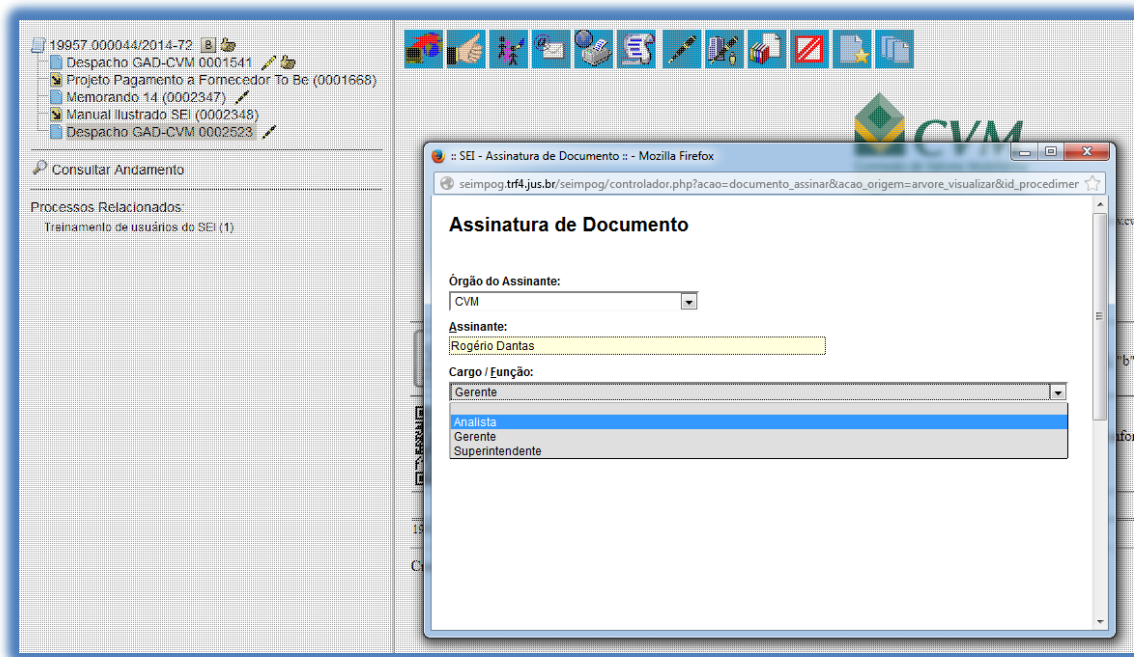 19957.000044/2014-72
Despacho GAD-CVM 0001541
Projeto Pagamento a Fornecedor To Be (0001668)
Memorando 14 (0002347)
Manual Ilustrado SEI (0002348)
Despacho GAD-CVM 0002523
Consultar Andamento
Processos Relacionados:
Treinamento de usuários do SEI (1)
CVM
:: SEI - Assinatura de Documento :: - Mozilla Firefox
seimpog.trf4.jus.br/seimpog/controlador.php?acao=documento_assinar&acao_origem=arvore_visualizar&id_procedimer
Assinatura de Documento
Órgão do Assinante:
CVM
Assinante:
Rogério Dantas
Cargo / Função:
Gerente
Analista
Gerente
Superintendente
"b"